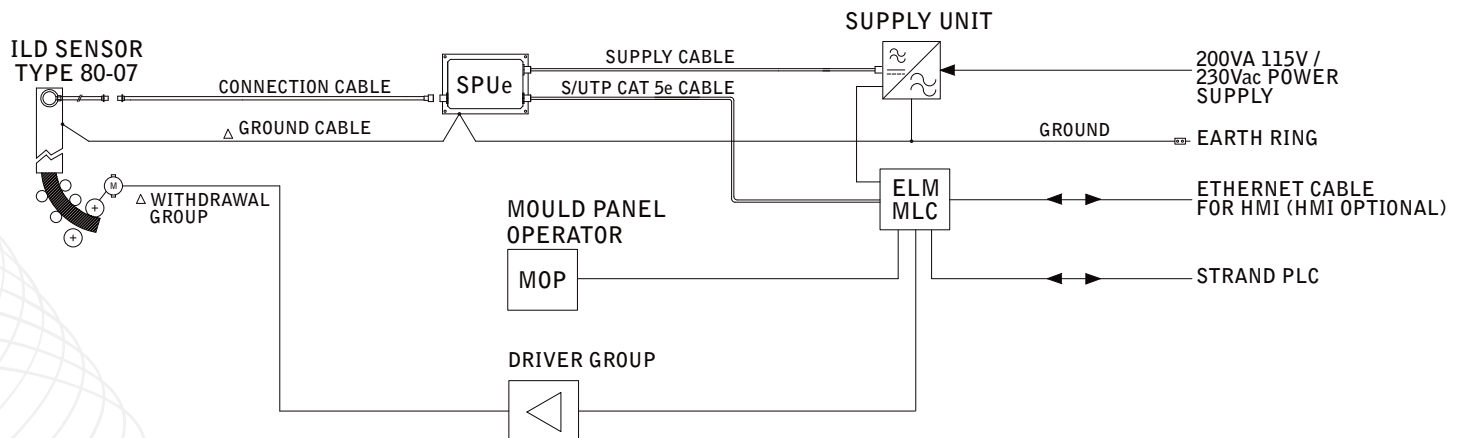 SUPPLY UNIT
ILD SENSOR
TYPE 80-07
SUPPLY CABLE
200VA 115V /
230Vac POWER
SUPPLY
CONNECTION CABLE
SPUe
S/UTP CAT 5e CABLE
△ GROUND CABLE
GROUND
EARTH RING
M
△ WITHDRAWAL
GROUP
ELM
MLC
ETHERNET CABLE
FOR HMI (HMI OPTIONAL)
MOULD PANEL
OPERATOR
MOP
STRAND PLC
DRIVER GROUP